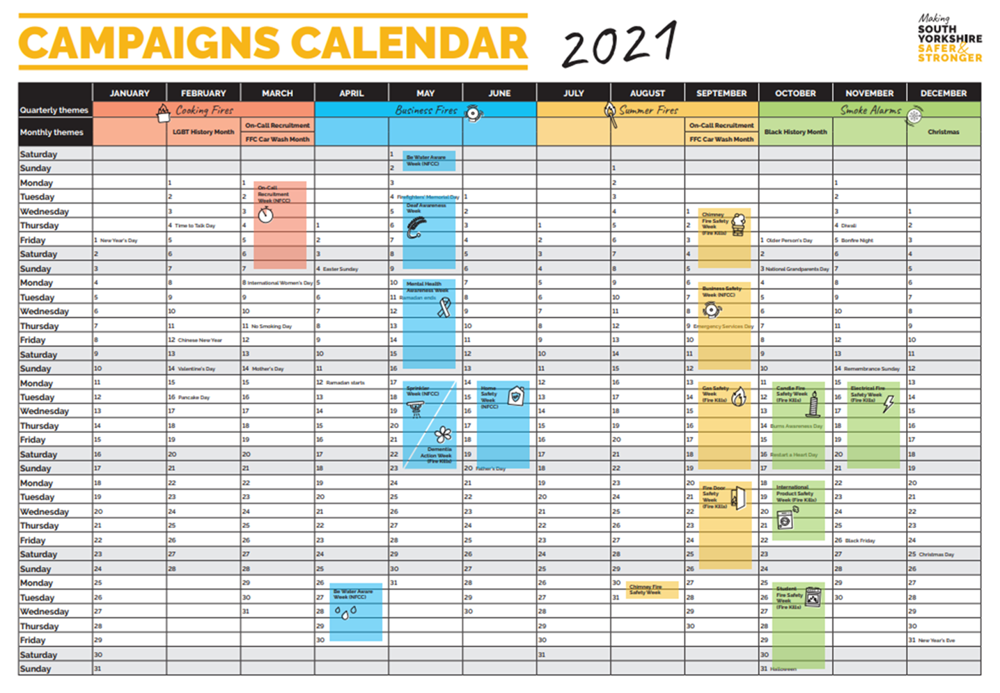 CAMPAIGNS CALENDAR 2021
Making
SOUTH
YORKSHIRE
SAFER &
STRONGER
JANUARY FEBRUARY MARCH APRIL MAY JUNE JULY AUGUST SEPTEMBER OCTOBER NOVEMBER DECEMBER
Quarterly themes Cooking Fires Business Fires Summer Fires Smoke Alarms
Monthly themes LGBT History Month On-Call Recruitment FFC Car Wash Month On-Call Recruitment FFC Car Wash Month Black History Month Christmas
Saturday 1 Be Water Aware
Sunday 2 Week (NFCC) 1
Monday 1 1 On-Call 3 2 1
Tuesday 2 2 Recruitment Week (NFCC) 4 Firefighters' Memorial Day 1 3 2
Wednesday 3 3 5 Deaf Awareness Week 2 4 1 Chimney 3 1
Thursday 4 Time to Talk Day 4 1 6 3 1 5 2 Fire Safety Week (Fire Kills) 4 Diwali 2
Friday 1 New Year's Day 5 5 2 7 4 2 6 3 1 Older Person's Day 5 Bonfire Night 3
Saturday 2 6 6 3 8 5 3 7 4 2 6 4
Sunday 3 7 7 4 Easter Sunday 9 6 4 8 5 3 National Grandparents Day 7 5
Monday 4 8 8 International Women's Day 5 10 Mental Health Awareness Week 7 5 9 6 Business Safety 4 8 6
Tuesday 5 9 9 6 11 Ramadan ends 8 6 10 7 Week (NFCC) 5 9 7
Wednesday 6 10 10 7 12 9 7 11 8 6 10 8
Thursday 7 11 11 No Smoking Day 8 13 10 8 12 9 Emergency Services Day 7 11 9
Friday 8 12 Chinese New Year 12 9 14 11 9 13 10 8 12 10
Saturday 9 13 13 10 15 12 10 14 11 9 13 11
Sunday 10 14 Valentine's Day 14 Mother's Day 11 16 13 11 15 12 10 14 Remembrance Sunday 12
Monday 11 15 15 12 Ramadan starts 17 Sprinkler 14 Home 12 16 13 Gas Safety 11 Candle Fire 15 Electrical Fire 13
Tuesday 12 16 Pancake Day 16 13 18 Week (NFCC) 15 Safety Week (NFCC) 13 17 14 Week (Fire Kills) 12 Safety Week (Fire Kills) 16 Safety Week (Fire Kills) 14
Wednesday 13 17 17 14 19 16 14 18 15 13 17 15
Thursday 14 18 18 15 20 17 15 19 16 14 Burns Awareness Day 18 16
Friday 15 19 19 16 21 Dementia 18 16 20 17 15 19 17
Saturday 16 20 20 17 22 Action Week (Fire Kills) 19 17 21 18 16 Restart a Heart Day 20 18
Sunday 17 21 21 18 23 20 Father's Day 18 22 19 17 21 19
Monday 18 22 22 19 24 21 19 23 20 Fire Door 18 International 22 20
Tuesday 19 23 23 20 25 22 20 24 21 Safety Week (Fire Kills) 19 Product Safety Week (Fire Kills) 23 21
Wednesday 20 24 24 21 26 23 21 25 22 20 24 22
Thursday 21 25 25 22 27 24 22 26 23 21 25 23
Friday 22 26 26 23 28 25 23 27 24 22 26 Black Friday 24
Saturday 23 27 27 24 29 26 24 28 25 23 27 25 Christmas Day
Sunday 24 28 28 25 30 27 25 29 26 24 28 26
Monday 25 29 26 31 28 26 30 Chimney Fire 27 25 Student 29 27
Tuesday 26 30 27 Be Water Aware Week (NFCC) 29 27 31 Safety Week 28 26 Fire Safety Week (Fire Kills) 30 28
Wednesday 27 31 28 30 28 29 27 29
Thursday 28 29 29 30 28 30
Friday 29 30 30 29 31 New Year's Eve
Saturday 30 31 30
Sunday 31 31 Halloween